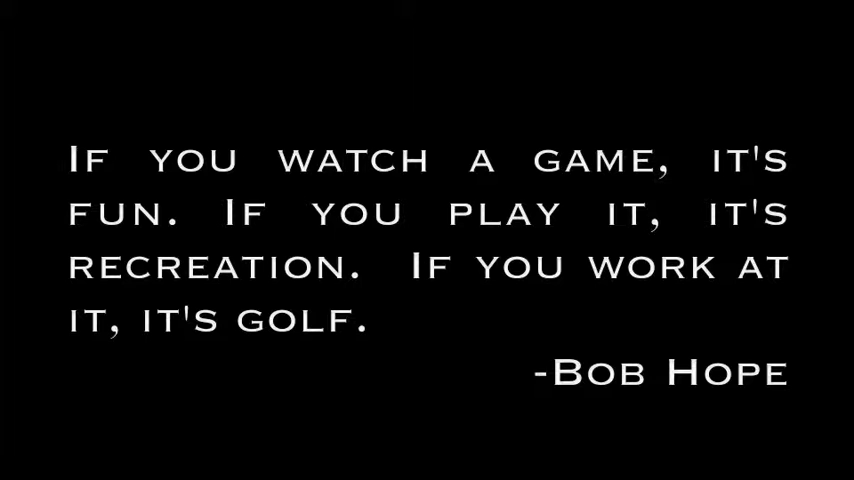 If you watch a game, it's
fun. If you play it, it's
recreation. If you work at
it, it's golf.
-Bob Hope